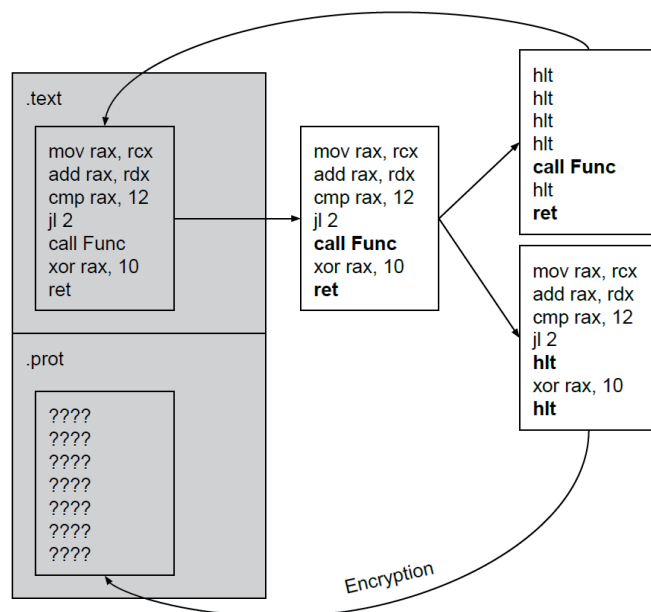 .text
mov rax, rcx
add rax, rdx
cmp rax, 12
jl 2
call Func
xor rax, 10
ret
.prot
????
????
????
????
????
????
????
mov rax, rcx
add rax, rdx
cmp rax, 12
jl 2
call Func
xor rax, 10
ret
hlt
hlt
hlt
hlt
call Func
hlt
ret
mov rax, rcx
add rax, rdx
cmp rax, 12
jl 2
hlt
xor rax, 10
hlt
Encryption